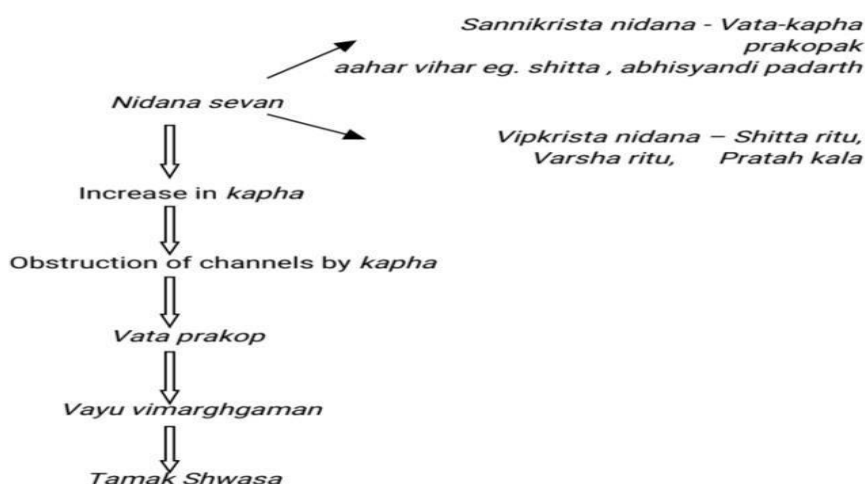 Sannikrista nidana - Vata-kapha
prakopak
aahar vihar eg. shitta , abhisyandi padarth
Nidana sevan
Vipkrista nidana – Shitta ritu,
Varsha ritu, Pratah kala
Increase in kapha
Obstruction of channels by kapha
Vata prakop
Vayu vimarghgaman
Tamak Shwasa